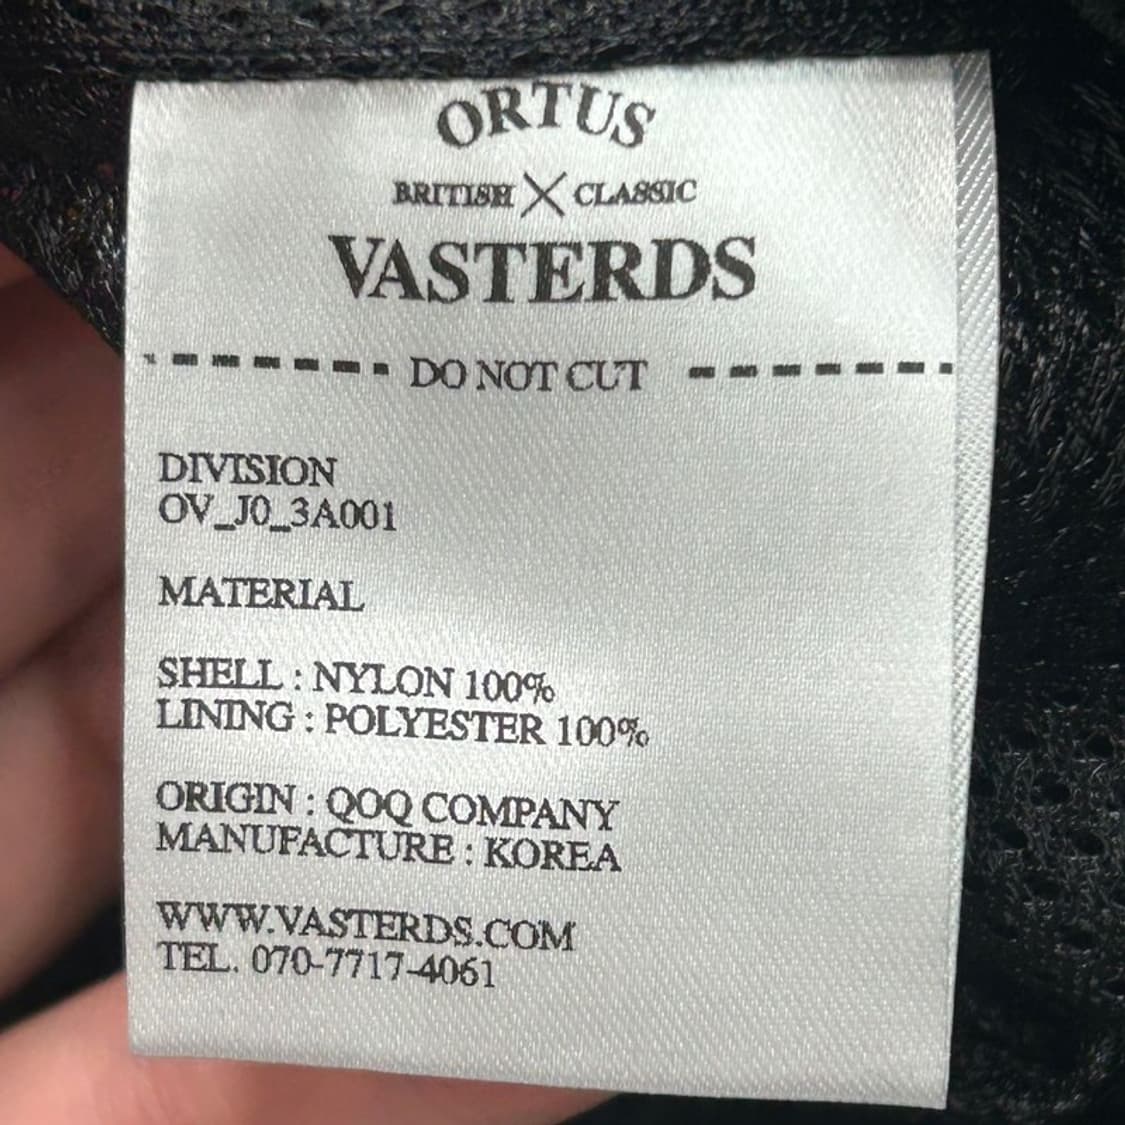 ORTUS
BRITISH X CLASSIC
VASTERDS
DO NOT CUT
DIVISION
OV_J0_3A001
MATERIAL
SHELL : NYLON 100%
LINING : POLYESTER 100%
ORIGIN : QOQ COMPANY
MANUFACTURE : KOREA
WWW.VASTERDS.COM
TEL. 070-7717-4061